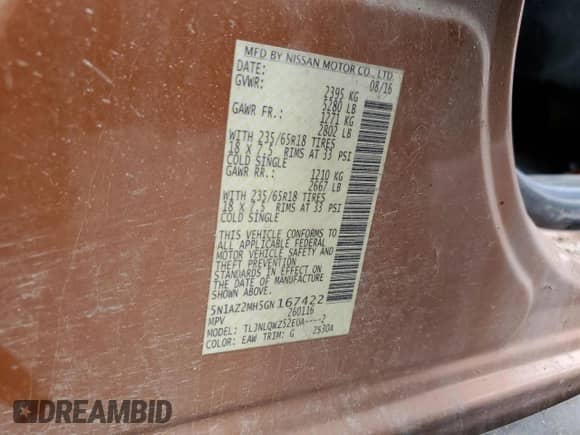 MFD BY NISSAN MOTOR CO., LTD.
DATE: 08/16
GVWR: 2395 KG
5280 LB
GAWR FR.: 1271 KG
2802 LB
WITH 235/65R18 TIRES
18 X 7.5 RIMS AT 33 PSI
COLD SINGLE
GAWR RR.: 1210 KG
2667 LB
WITH 235/65R18 TIRES
18 X 7.5 RIMS AT 33 PSI
COLD SINGLE
THIS VEHICLE CONFORMS TO
ALL APPLICABLE FEDERAL
MOTOR VEHICLE SAFETY AND
THEFT PREVENTION
STANDARDS IN EFFECT ON
THE DATE OF MANUFACTURE
SHOWN ABOVE.
5N1AZ2MH5GN167422
MPV 260116
MODEL: TLJNLQWZ52EUA----2
COLOR: EAW TRIM: G 2530A
DREAMBID